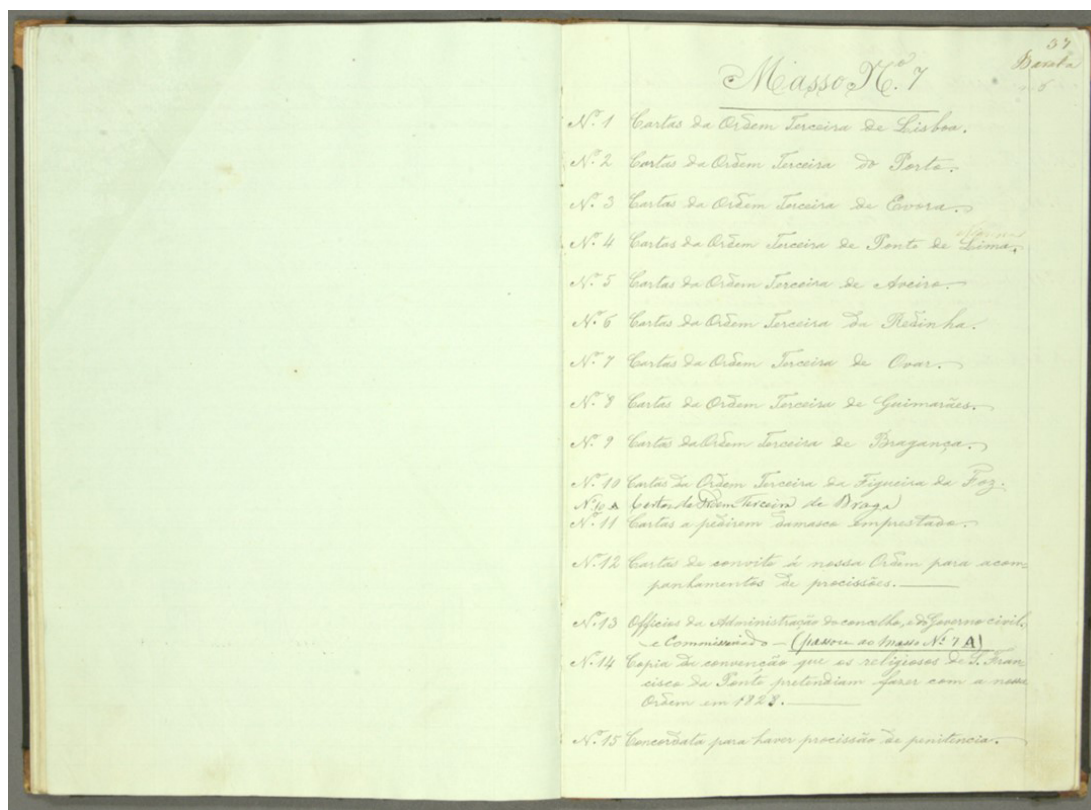 37
Masso N.º 7
N.º 1 Cartas da Ordem Terceira de Lisboa.
N.º 2 Cartas da Ordem Terceira do Porto.
N.º 3 Cartas da Ordem Terceira de Evora.
N.º 4 Cartas da Ordem Terceira de Ponte de Lima.
N.º 5 Cartas da Ordem Terceira de Aveiro.
N.º 6 Cartas da Ordem Terceira da Redinha.
N.º 7 Cartas da Ordem Terceira de Ovar.
N.º 8 Cartas da Ordem Terceira de Guimarães.
N.º 9 Cartas da Ordem Terceira de Bragança.
N.º 10 Cartas da Ordem Terceira da Figueira da Foz.
N.º 10 A Cartas da Ordem Terceira de Braga
N.º 11 Cartas a pedirem damasco emprestado.
N.º 12 Cartas de convite á nossa Ordem para acom-
panhamentos de procissões.
N.º 13 Officios da Administração do concelho, e do Governo civil,
e Commissariado - (passou ao Masso N.º 7 A)
N.º 14 Copia da convenção que os religiosos de S. Fran-
cisco da Ponte pretendiam fazer com a nossa
Ordem em 1828.
N.º 15 Concordata para haver procissão de penitencia.